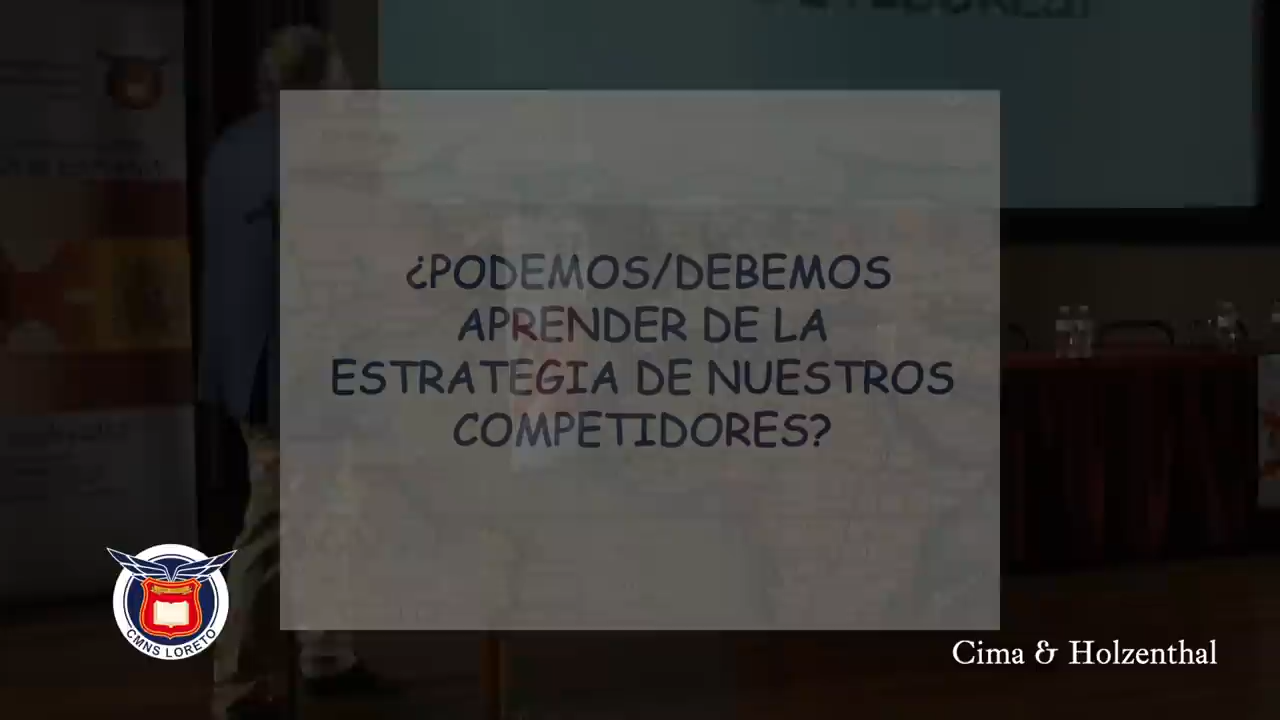 ¿PODEMOS/DEBEMOS
APRENDER DE LA
ESTRATEGIA DE NUESTROS
COMPETIDORES?
CMNS LORETO
Cima & Holzenthal